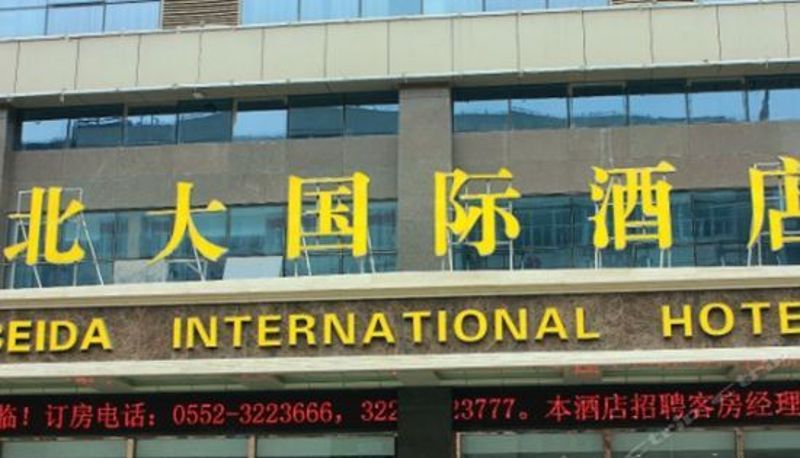 北大国际酒店
BEIDA INTERNATIONAL HOTE
临！订房电话：0552-3223666，322 23777。本酒店招聘客房经理